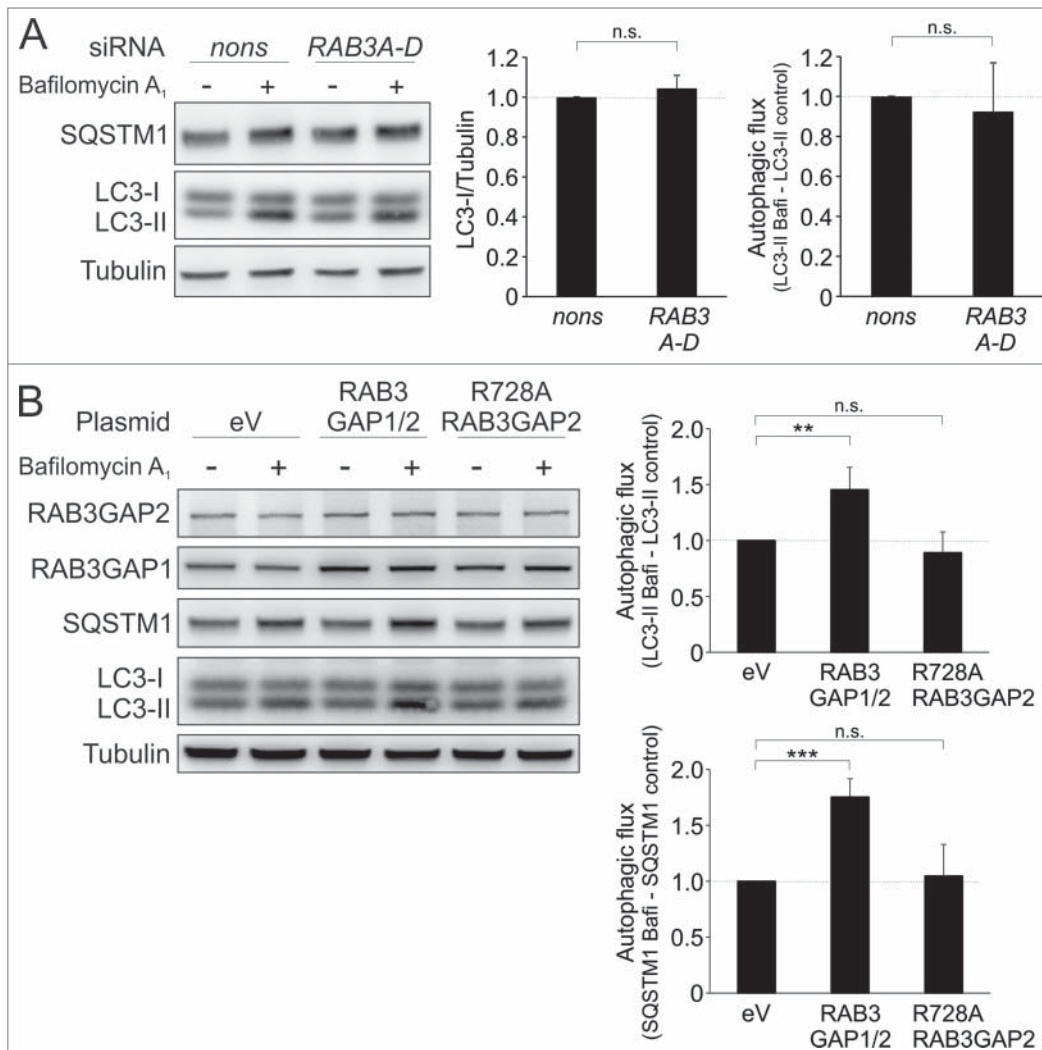 A
siRNA nons RAB3A-D
Bafilomycin A₁ - + - +
SQSTM1
LC3-I
LC3-II
Tubulin
LC3-I/Tubulin
n.s.
1.2
1.0
0.8
0.6
0.4
0.2
0
nons RAB3
A-D
Autophagic flux
(LC3-II Bafi - LC3-II control)
n.s.
1.2
1.0
0.8
0.6
0.4
0.2
0
nons RAB3
A-D
B
Plasmid eV RAB3 GAP1/2 R728A RAB3GAP2
Bafilomycin A₁ - + - + - +
RAB3GAP2
RAB3GAP1
SQSTM1
LC3-I
LC3-II
Tubulin
Autophagic flux
(LC3-II Bafi - LC3-II control)
n.s.
**
2.0
1.5
1.0
0.5
0
eV RAB3 R728A
GAP1/2 RAB3GAP2
Autophagic flux
(SQSTM1 Bafi - SQSTM1 control)
n.s.
***
2.0
1.5
1.0
0.5
0
eV RAB3 R728A
GAP1/2 RAB3GAP2